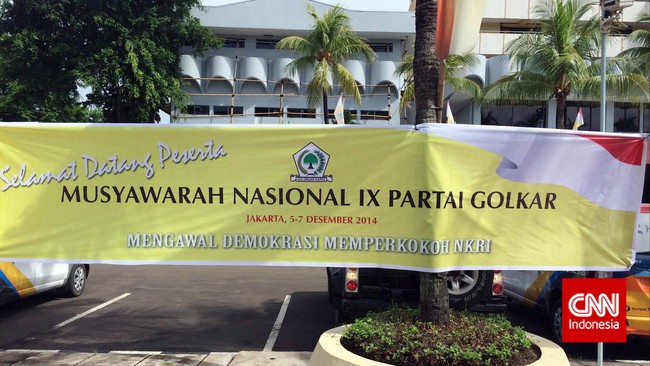 Selamat Datang Peserta
MUSYAWARAH NASIONAL IX PARTAI GOLKAR
JAKARTA, 5-7 DESEMBER 2014
MENGAWAL DEMOKRASI MEMPERKOKOH NKRI
CNN
Indonesia